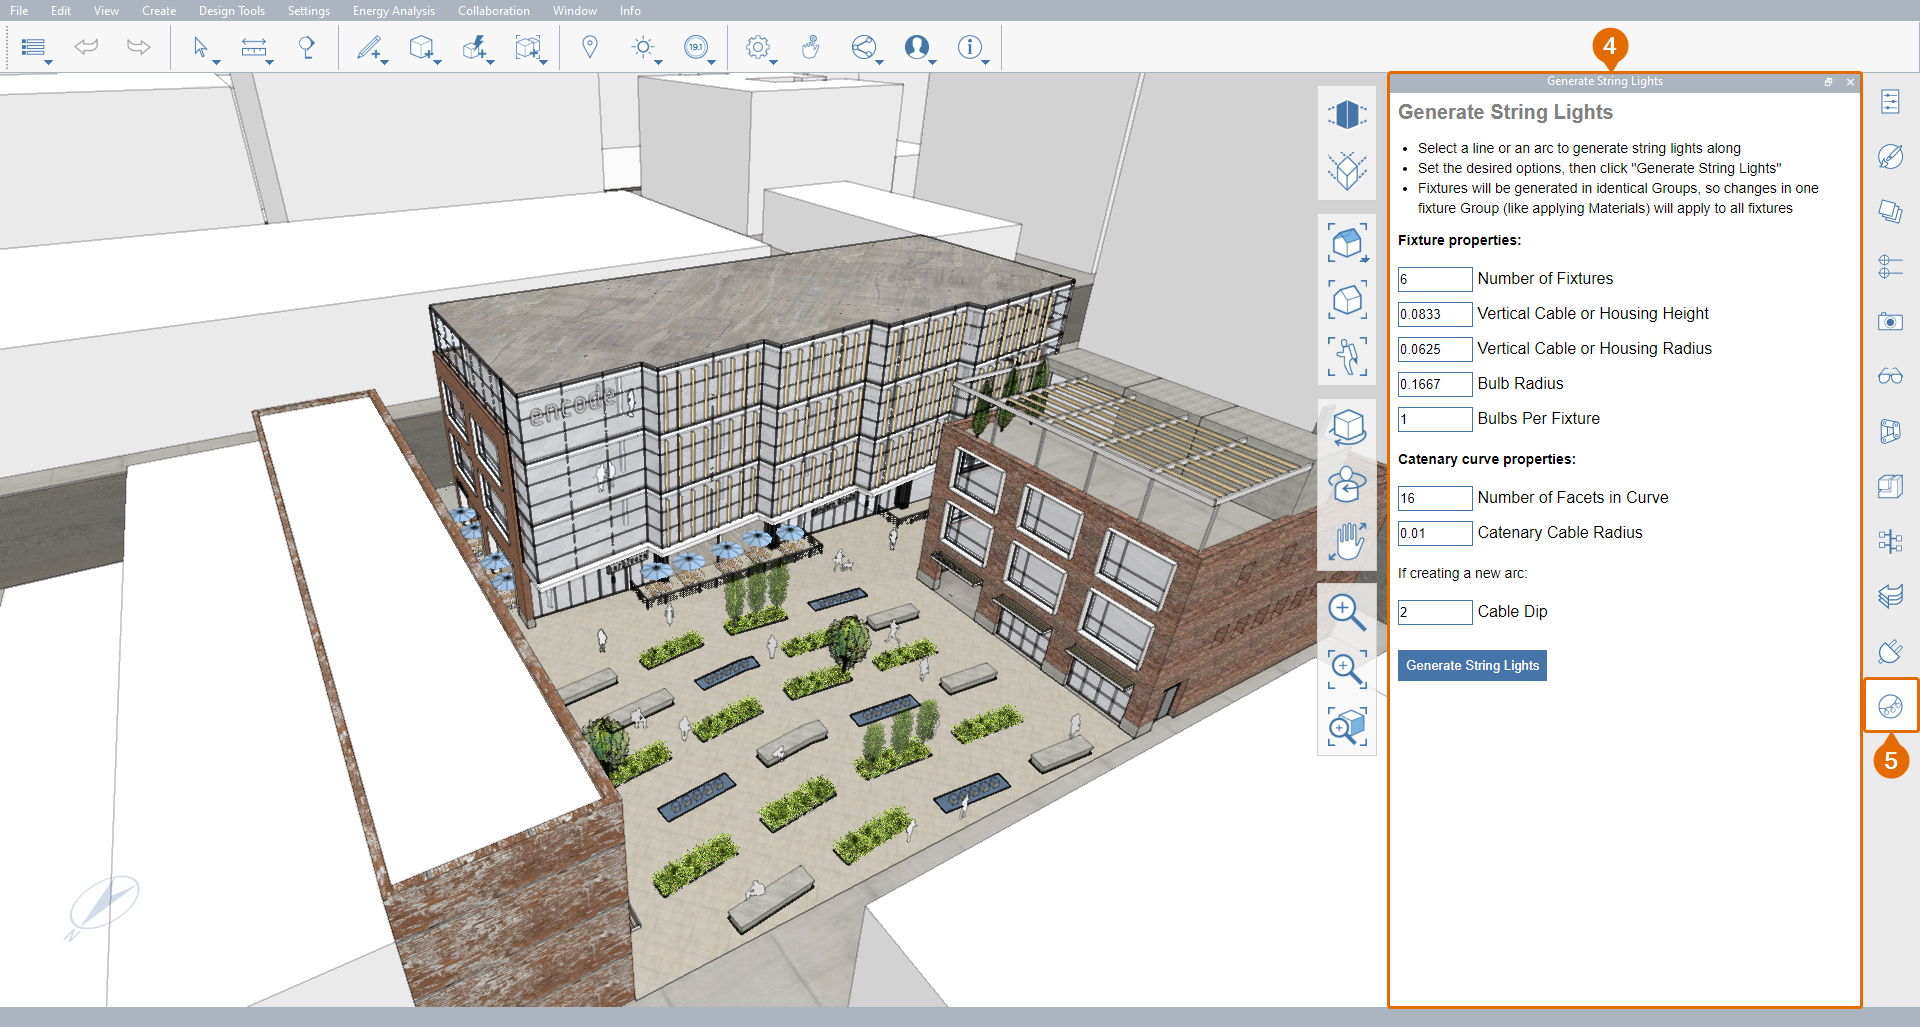 File Edit View Create Design Tools Settings Energy Analysis Collaboration Window Info
19.1
4
Generate String Lights
Generate String Lights
• Select a line or an arc to generate string lights along
• Set the desired options, then click "Generate String Lights"
• Fixtures will be generated in identical Groups, so changes in one
fixture Group (like applying Materials) will apply to all fixtures
Fixture properties:
6 Number of Fixtures
0.0833 Vertical Cable or Housing Height
0.0625 Vertical Cable or Housing Radius
0.1667 Bulb Radius
1 Bulbs Per Fixture
Catenary curve properties:
16 Number of Facets in Curve
0.01 Catenary Cable Radius
If creating a new arc:
2 Cable Dip
Generate String Lights
5
encode
N